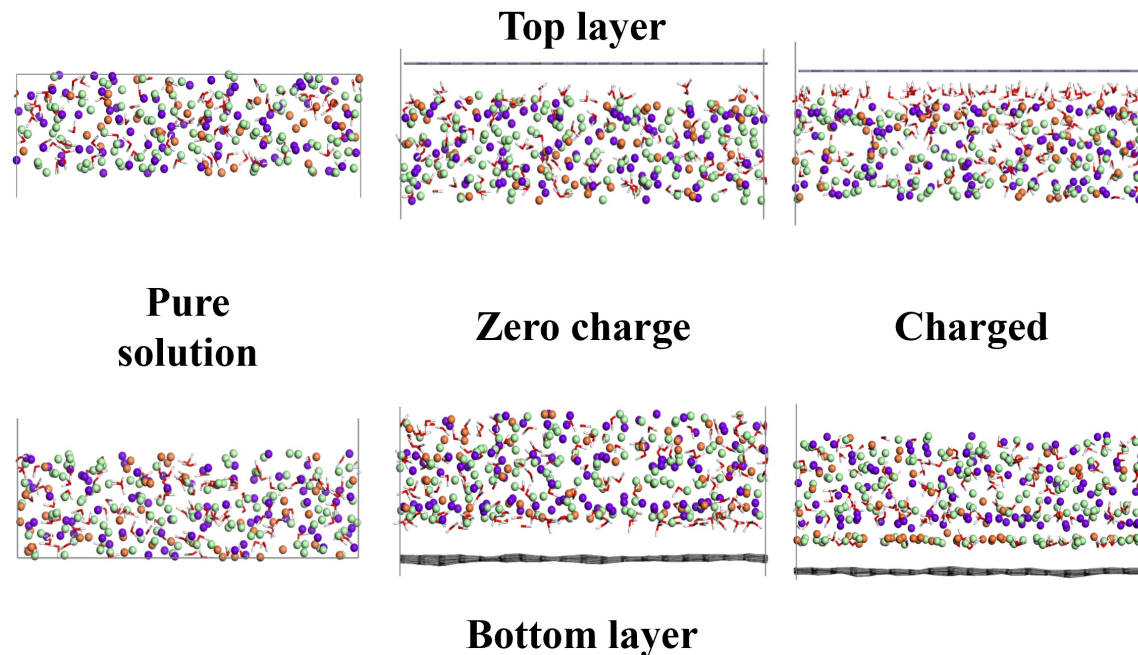 Top layer
Pure
solution
Zero charge
Charged
Bottom layer